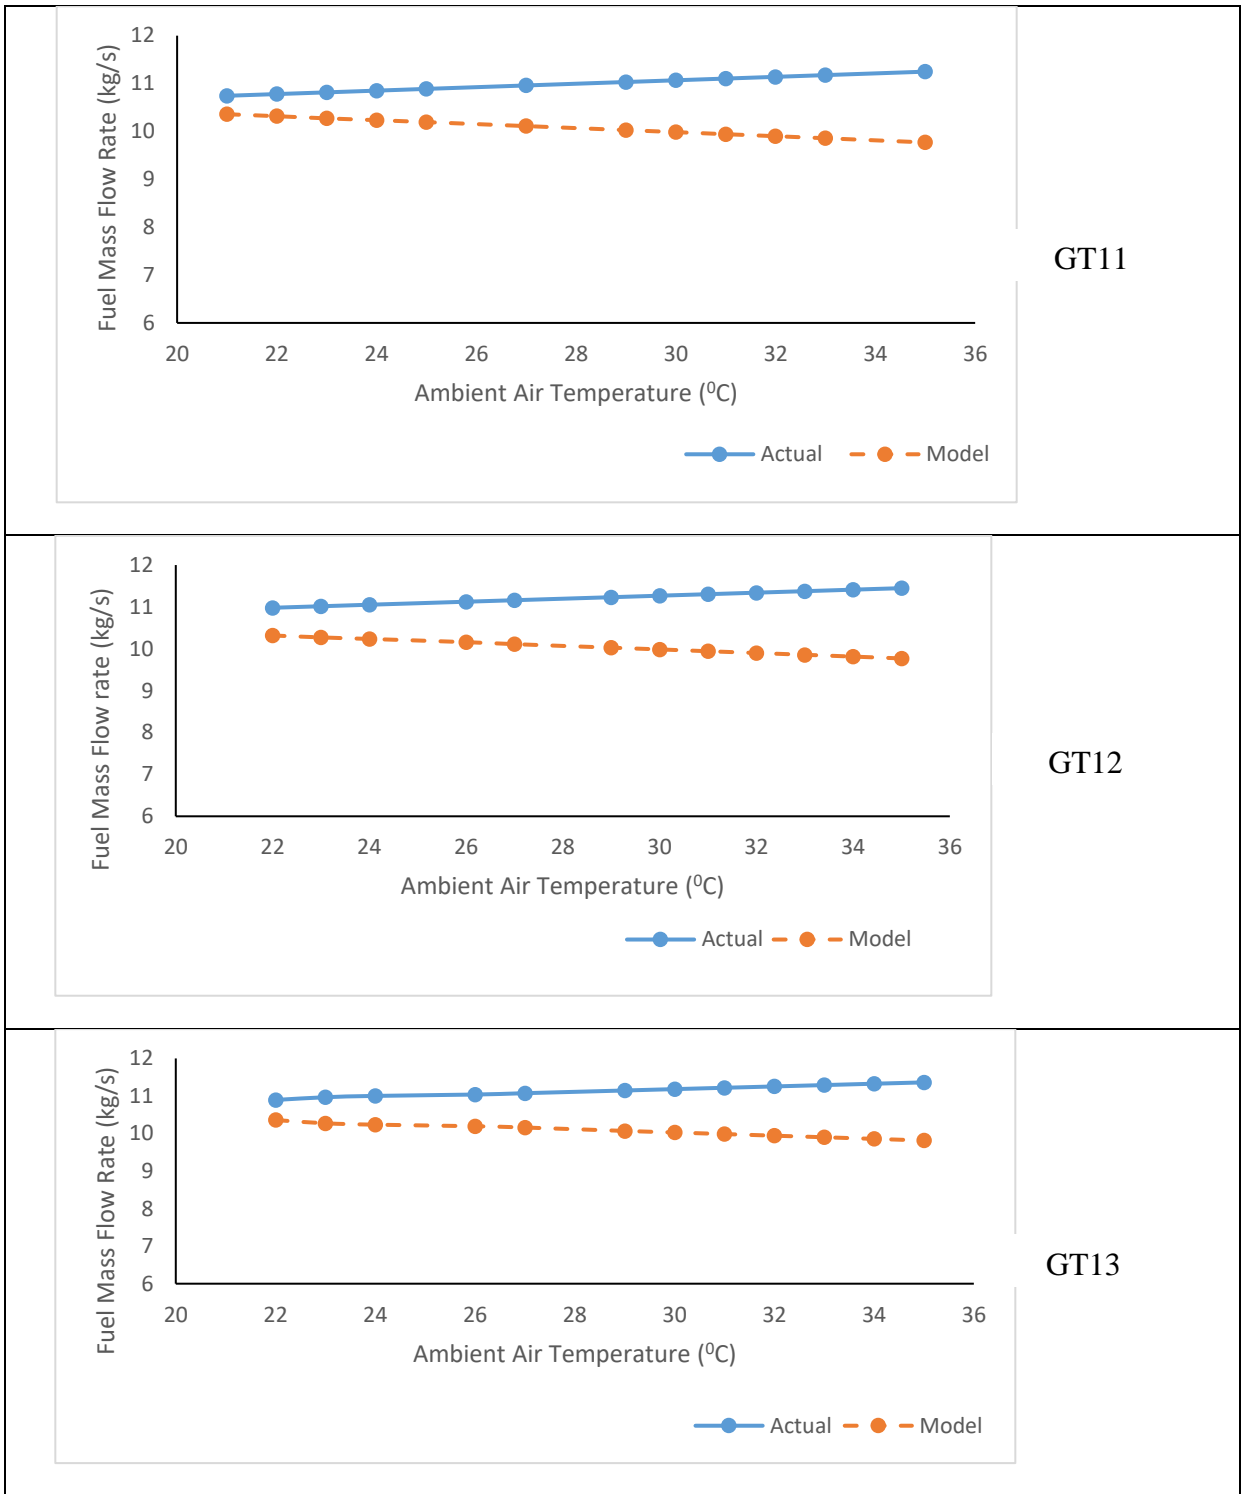 12
11
10
9
8
7
6
Fuel Mass Flow Rate (kg/s)
20 22 24 26 28 30 32 34 36
Ambient Air Temperature (⁰C)
Actual Model
GT11
12
11
10
9
8
7
6
Fuel Mass Flow rate (kg/s)
20 22 24 26 28 30 32 34 36
Ambient Air Temperature (⁰C)
Actual Model
GT12
12
11
10
9
8
7
6
Fuel Mass Flow Rate (kg/s)
20 22 24 26 28 30 32 34 36
Ambient Air Temperature (⁰C)
Actual Model
GT13